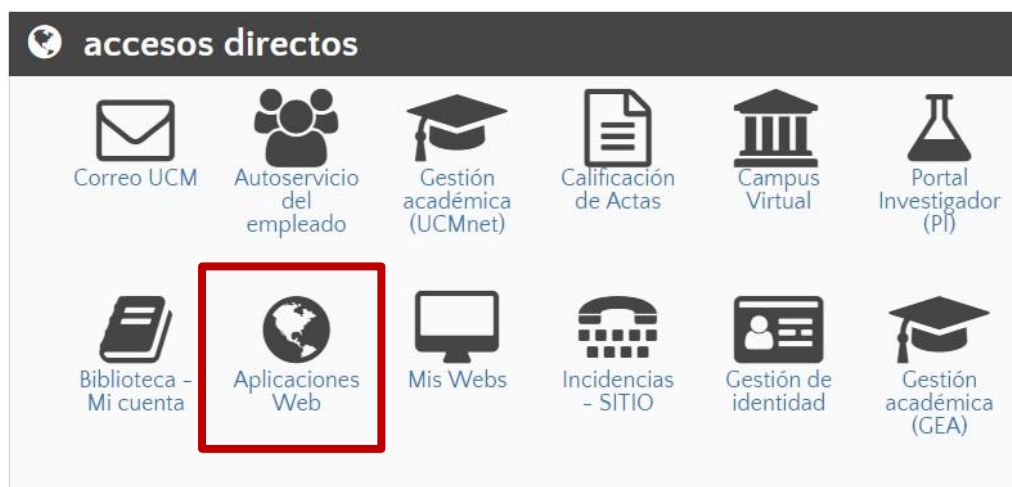 accesos directos
Correo UCM
Autoservicio
del
empleado
Gestión
académica
(UCMnet)
Calificación
de Actas
Campus
Virtual
Portal
Investigador
(PI)
Biblioteca -
Mi cuenta
Aplicaciones
Web
Mis Webs
Incidencias
- SITIO
Gestión de
identidad
Gestión
académica
(GEA)